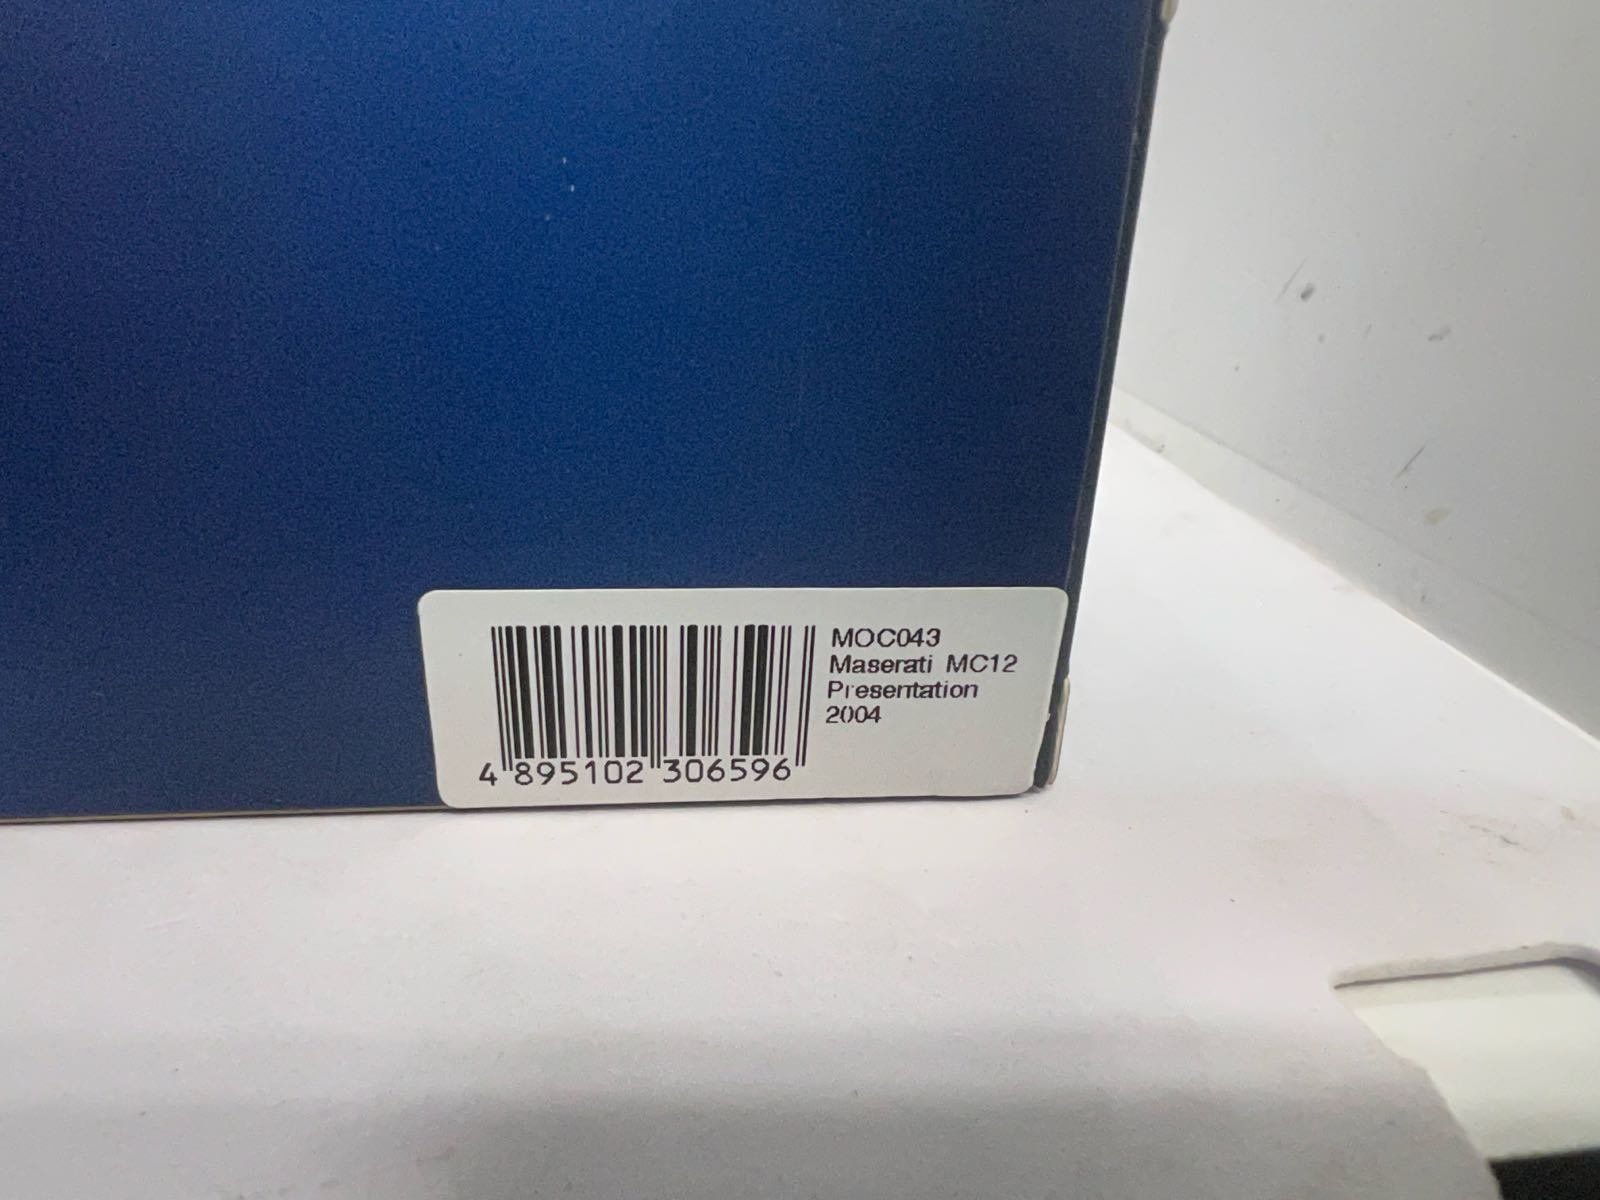 MOC043
Maserati MC12
Presentation
2004
4 895102 306596